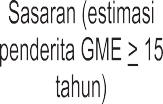 Sasaran (estimasi
penderita GME > 15
tahun)